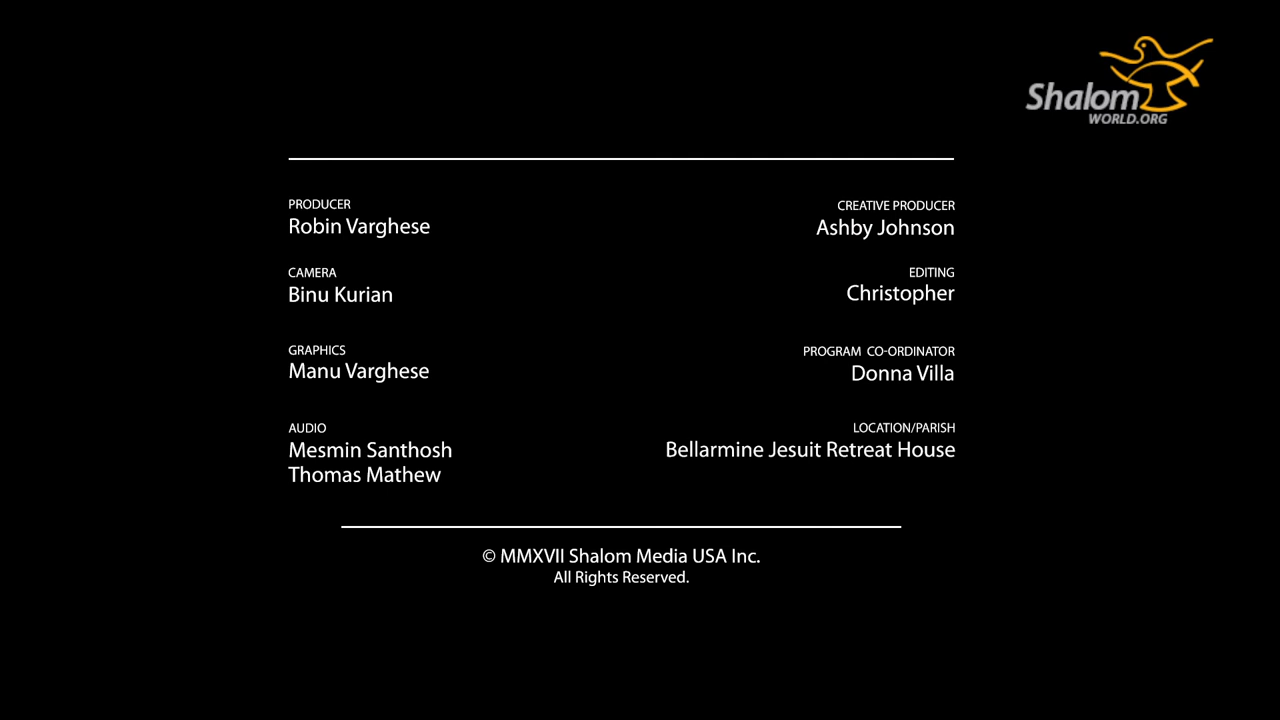 Shalom
WORLD.ORG
PRODUCER
Robin Varghese
CREATIVE PRODUCER
Ashby Johnson
CAMERA
Binu Kurian
EDITING
Christopher
GRAPHICS
Manu Varghese
PROGRAM CO-ORDINATOR
Donna Villa
AUDIO
Mesmin Santhosh
Thomas Mathew
LOCATION/PARISH
Bellarmine Jesuit Retreat House
© MMXVII Shalom Media USA Inc.
All Rights Reserved.